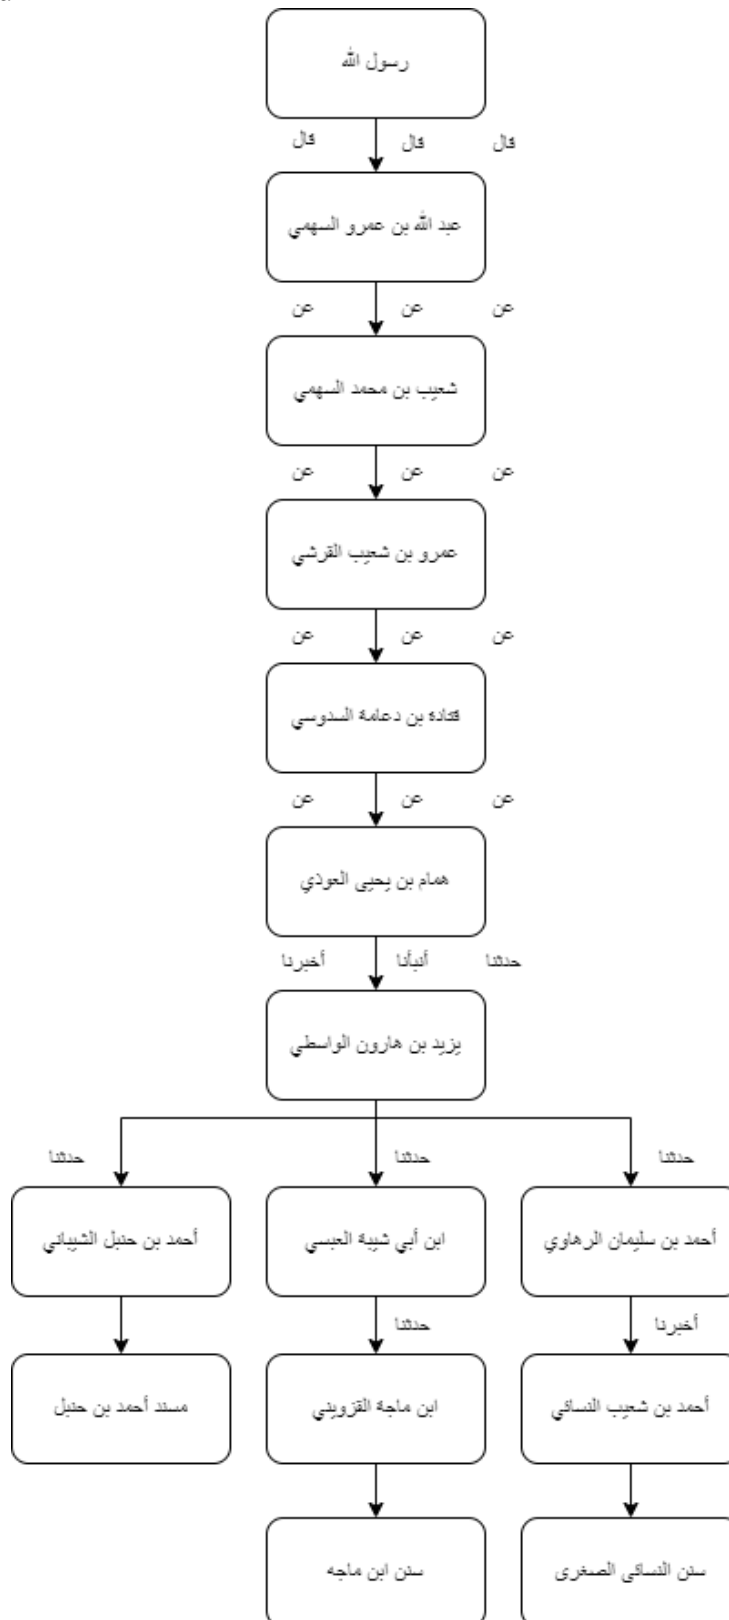 رسول الله
قال قال قال
عبد الله بن عمرو السهمي
عن عن عن
شعيب بن محمد السهمي
عن عن عن
عمرو بن شعيب القرشي
عن عن عن
قتادة بن دعامة السدوسي
عن عن عن
همام بن يحيى العوذي
حدثنا أنبأنا أخبرنا
يزيد بن هارون الواسطي
حدثنا حدثنا حدثنا
أحمد بن سليمان الرهاوي
ابن أبي شيبة العبسي
أحمد بن حنبل الشيباني
أخبرنا حدثنا
أحمد بن شعيب النسائي
ابن ماجة القزويني
مسند أحمد بن حنبل
سنن النسائى الصغرى
سنن ابن ماجه